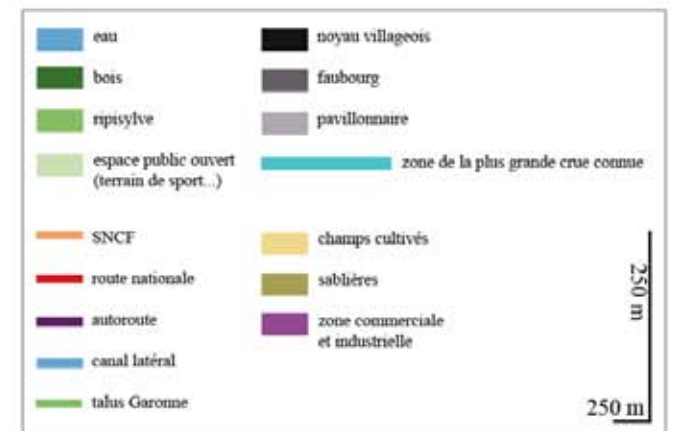 eau
bois
ripisylve
espace public ouvert
(terrain de sport...)
SNCF
route nationale
autoroute
canal latéral
talus Garonne
noyau villageois
faubourg
pavillonnaire
zone de la plus grande crue connue
champs cultivés
sablières
zone commerciale
et industrielle
250 m
250 m